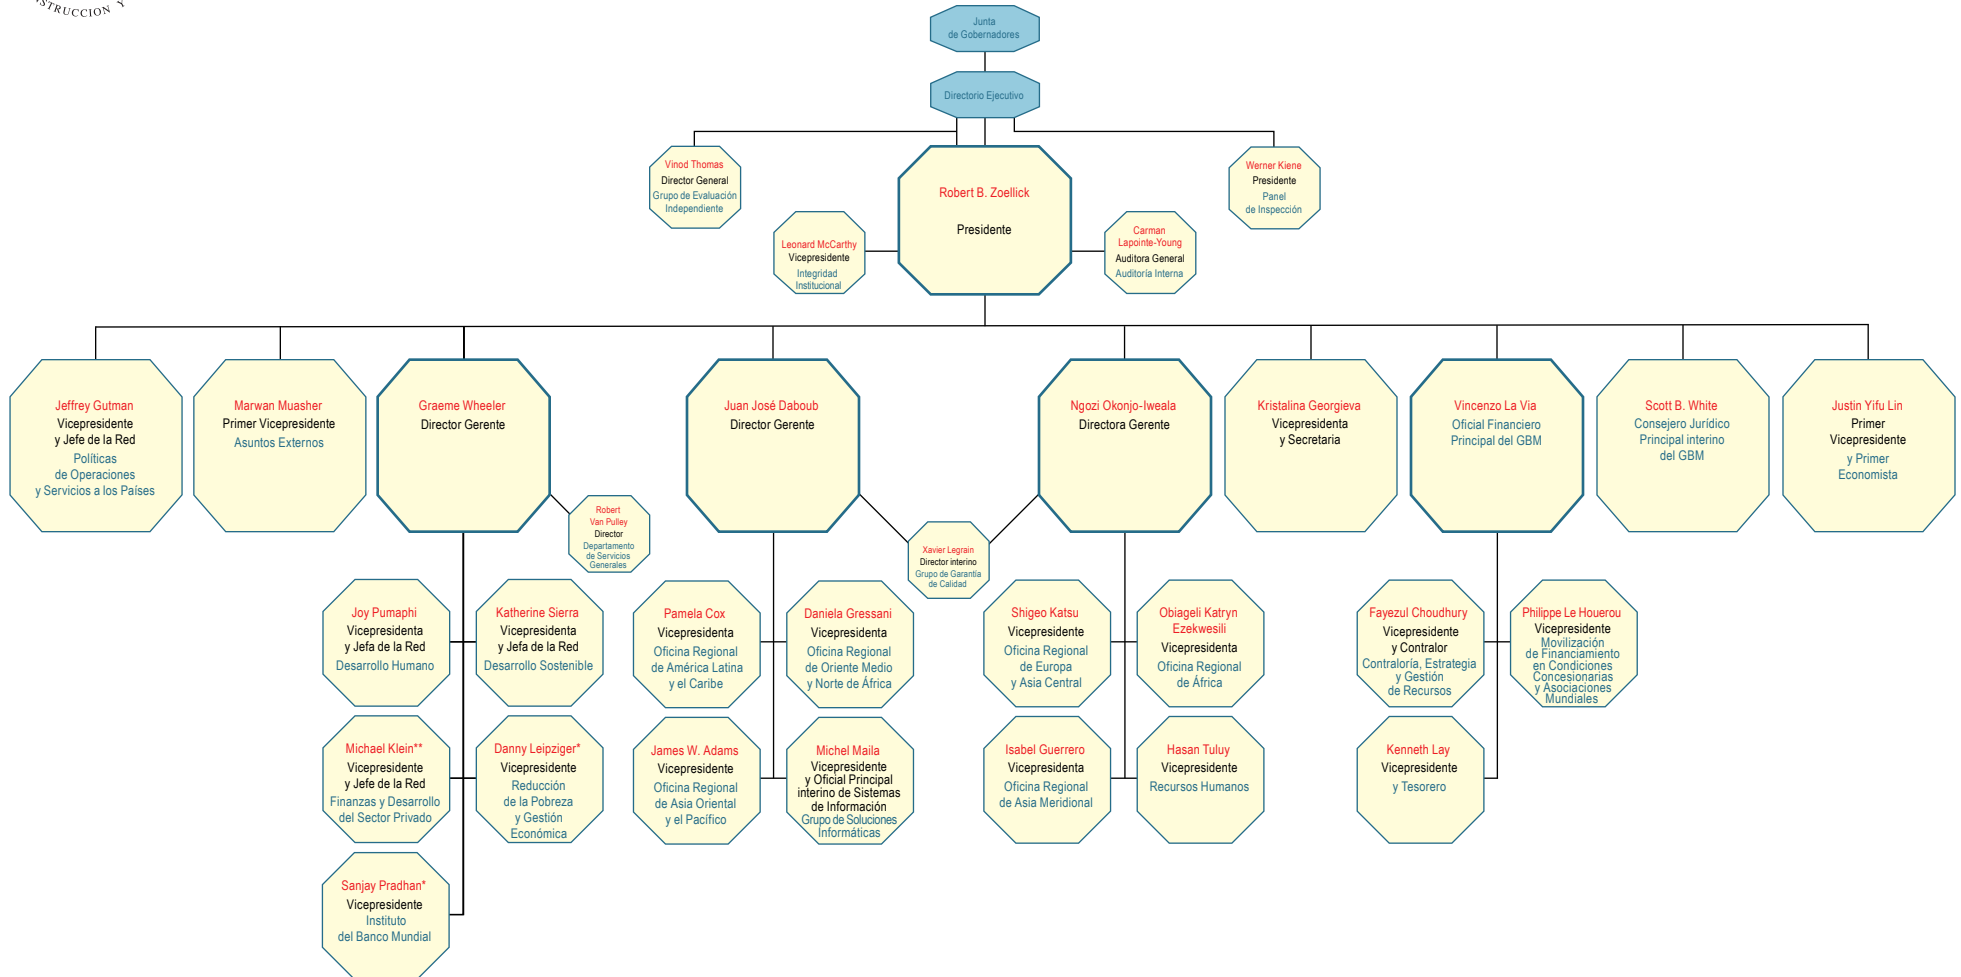 Junta
de Gobernadores
Directorio Ejecutivo
Vinod Thomas
Director General
Grupo de Evaluación
Independiente
Robert B. Zoellick
Presidente
Werner Kiene
Presidente
Panel
de Inspección
Leonard McCarthy
Vicepresidente
Integridad
Institucional
Carman
Lapointe-Young
Auditora General
Auditoría Interna
Jeffrey Gutman
Vicepresidente
y Jefe de la Red
Políticas
de Operaciones
y Servicios a los Países
Marwan Muasher
Primer Vicepresidente
Asuntos Externos
Graeme Wheeler
Director Gerente
Juan José Daboub
Director Gerente
Ngozi Okonjo-Iweala
Directora Gerente
Kristalina Georgieva
Vicepresidenta
y Secretaria
Vincenzo La Via
Oficial Financiero
Principal del GBM
Scott B. White
Consejero Jurídico
Principal interino
del GBM
Justin Yifu Lin
Primer
Vicepresidente
y Primer
Economista
Robert
Van Pulley
Director
Departamento
de Servicios
Generales
Xavier Legrain
Director interino
Grupo de Garantía
de Calidad
Joy Pumaphi
Vicepresidenta
y Jefa de la Red
Desarrollo Humano
Katherine Sierra
Vicepresidenta
y Jefa de la Red
Desarrollo Sostenible
Pamela Cox
Vicepresidenta
Oficina Regional
de América Latina
y el Caribe
Daniela Gressani
Vicepresidenta
Oficina Regional
de Oriente Medio
y Norte de África
Shigeo Katsu
Vicepresidente
Oficina Regional
de Europa
y Asia Central
Obiageli Katryn
Ezekwesili
Vicepresidenta
Oficina Regional
de África
Fayezul Choudhury
Vicepresidente
y Contralor
Contraloría, Estrategia
y Gestión
de Recursos
Philippe Le Houerou
Vicepresidente
Movilización
de Financiamiento
en Condiciones
Concesionarias
y Asociaciones
Mundiales
Michael Klein**
Vicepresidente
y Jefe de la Red
Finanzas y Desarrollo
del Sector Privado
Danny Leipziger*
Vicepresidente
Reducción
de la Pobreza
y Gestión
Económica
James W. Adams
Vicepresidente
Oficina Regional
de Asia Oriental
y el Pacífico
Michel Maila
Vicepresidente
y Oficial Principal
interino de Sistemas
de Información
Grupo de Soluciones
Informáticas
Isabel Guerrero
Vicepresidenta
Oficina Regional
de Asia Meridional
Hasan Tuluy
Vicepresidente
Recursos Humanos
Kenneth Lay
Vicepresidente
y Tesorero
Sanjay Pradhan*
Vicepresidente
Instituto
del Banco Mundial